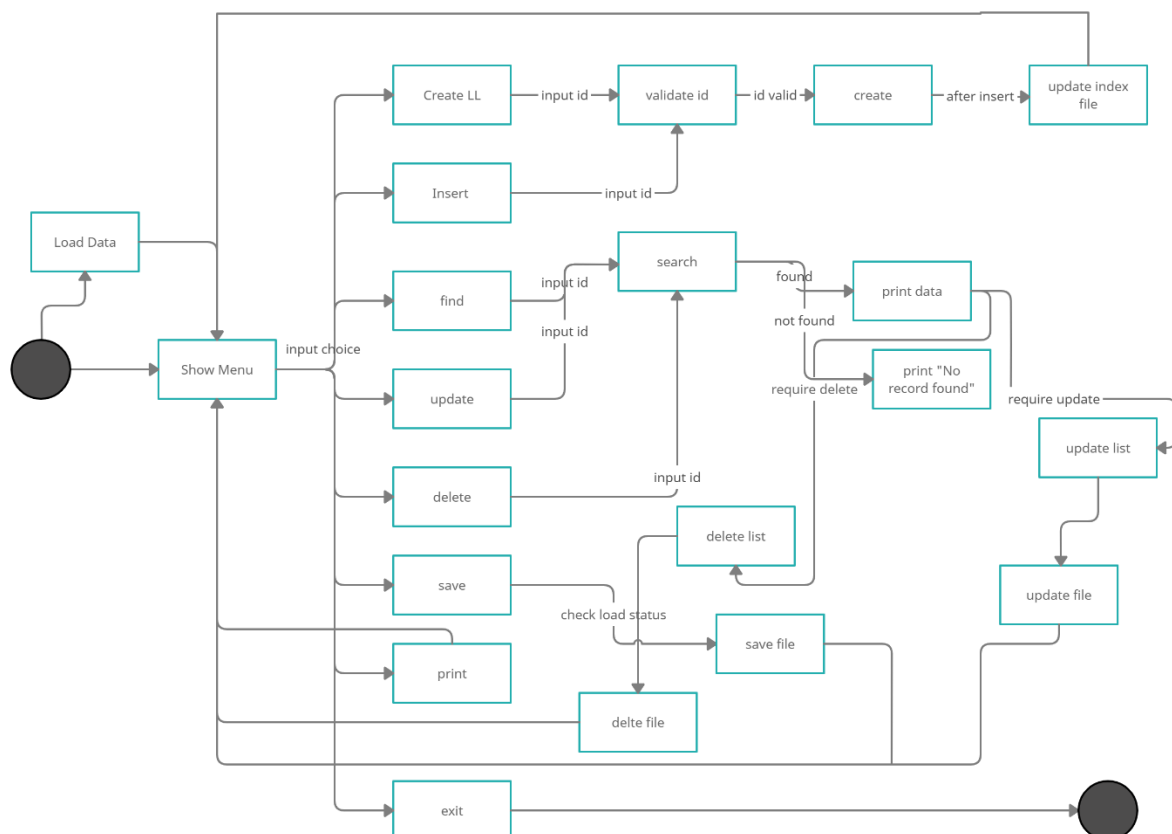 Create LL
input id
validate id
id valid
create
after insert
update index
file
Insert
input id
Load Data
search
find
input id
found
print data
input id
not found
Show Menu
input choice
update
require delete
print "No
record found"
require update
update list
delete
input id
delete list
save
check load status
save file
update file
print
delte file
exit